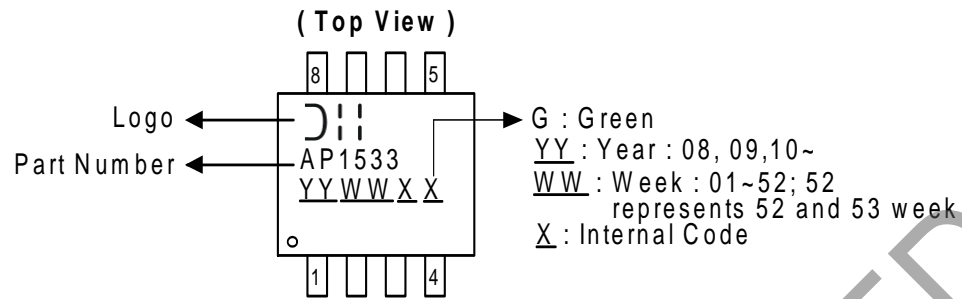 ( Top View )
8 5
Logo
Part Number
AP1533
YYWWX X
G : Green
YY : Year : 08, 09,10~
WW : Week : 01~52; 52
represents 52 and 53 week
X : Internal Code
1 4